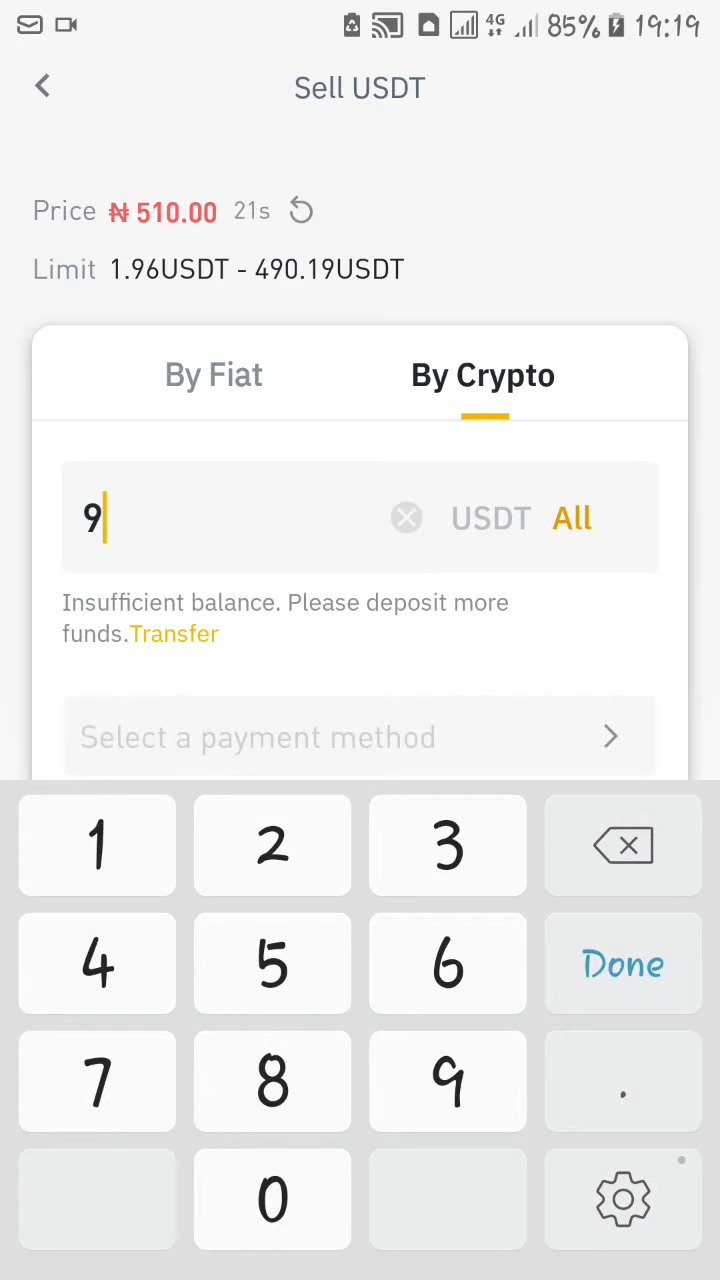 85% 19:19
4G
Sell USDT
Price ₦ 510.00 21s
Limit 1.96USDT - 490.19USDT
By Fiat By Crypto
9 USDT All
Insufficient balance. Please deposit more
funds.Transfer
Select a payment method
1 2 3
4 5 6 Done
7 8 9 .
0